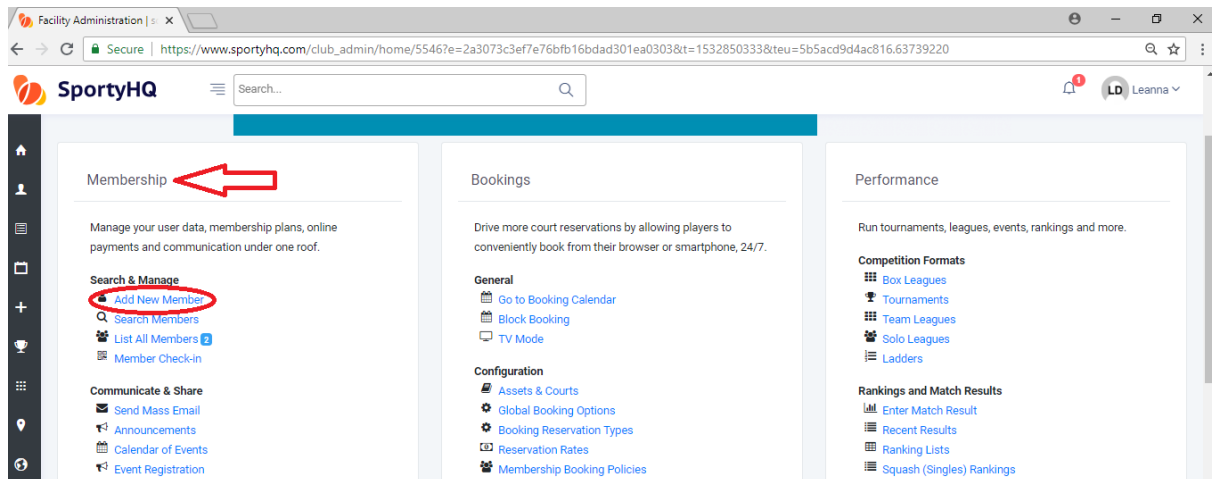 Facility Administration | s
Secure | https://www.sportyhq.com/club_admin/home/5546?e=2a3073c3ef7e76bfb16bdad301ea0303&t=1532850333&teu=5b5acd9d4ac816.63739220
SportyHQ
Search...
1
LD Leanna
Membership
Manage your user data, membership plans, online
payments and communication under one roof.
Search & Manage
Add New Member
Search Members
List All Members 2
Member Check-in
Communicate & Share
Send Mass Email
Announcements
Calendar of Events
Event Registration
Bookings
Drive more court reservations by allowing players to
conveniently book from their browser or smartphone, 24/7.
General
Go to Booking Calendar
Block Booking
TV Mode
Configuration
Assets & Courts
Global Booking Options
Booking Reservation Types
Reservation Rates
Membership Booking Policies
Performance
Run tournaments, leagues, events, rankings and more.
Competition Formats
Box Leagues
Tournaments
Team Leagues
Solo Leagues
Ladders
Rankings and Match Results
Enter Match Result
Recent Results
Ranking Lists
Squash (Singles) Rankings